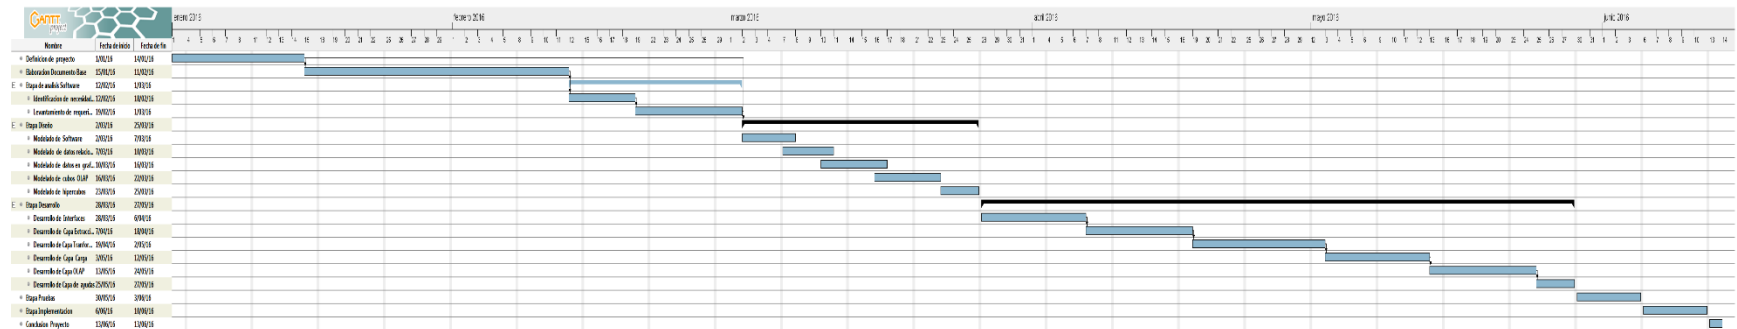 GANTT
project
enero 2016 febrero 2016 marzo 2016 abril 2016 mayo 2016 junio 2016
Nombre Fecha de inicio Fecha de fin
Definicion de proyecto 1/01/16 14/01/16
Elaboracion Documento Base 15/01/16 11/02/16
Etapa de analisis Software 12/02/16 1/03/16
Identificacion de necesidad... 12/02/16 18/02/16
Levantamiento de requeri... 19/02/16 1/03/16
Etapa Diseño 2/03/16 25/03/16
Modelado de Software 2/03/16 7/03/16
Modelado de datos relacio... 7/03/16 10/03/16
Modelado de datos en graf... 10/03/16 16/03/16
Modelado de cubos OLAP 16/03/16 22/03/16
Modelado de hipercubos 23/03/16 25/03/16
Etapa Desarrollo 28/03/16 27/05/16
Desarrollo de Interfaces 28/03/16 6/04/16
Desarrollo de Capa Extracci... 7/04/16 18/04/16
Desarrollo de Capa Tranfor... 19/04/16 2/05/16
Desarrollo de Capa Carga 3/05/16 12/05/16
Desarrollo de Capa OLAP 13/05/16 24/05/16
Desarrollo de Capa de ayudas 25/05/16 27/05/16
Etapa Pruebas 30/05/16 3/06/16
Etapa Implementacion 6/06/16 10/06/16
Conclusion Proyecto 13/06/16 13/06/16